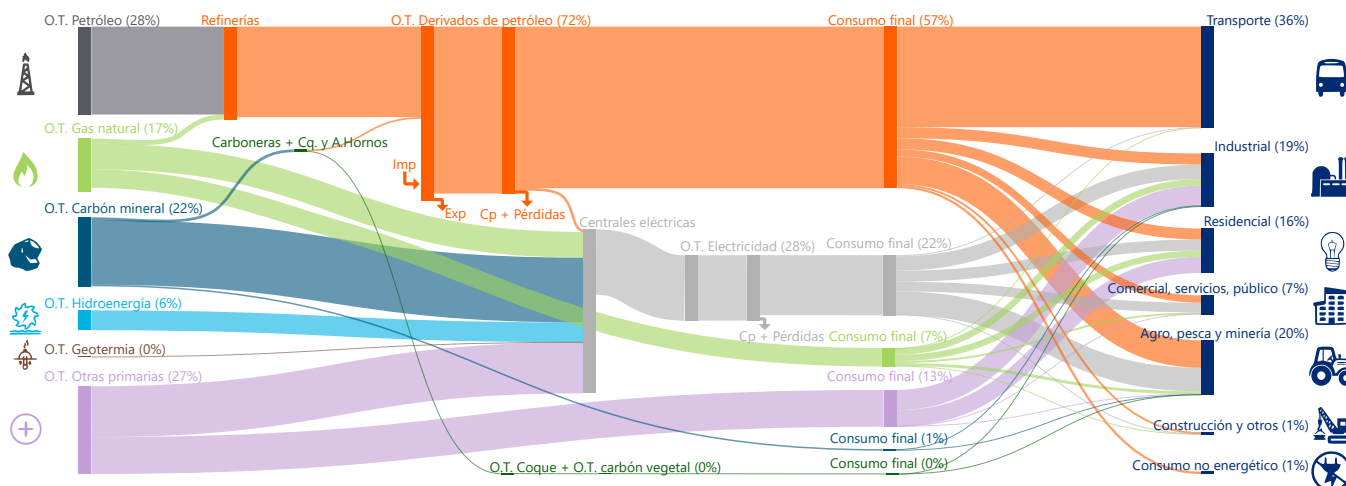 O.T. Petróleo (28%)
Refinerías
O.T. Derivados de petróleo (72%)
Consumo final (57%)
Transporte (36%)
O.T. Gas natural (17%)
Carboneras + Cq. y A.Hornos
Industrial (19%)
Imp
Exp
Cp + Pérdidas
O.T. Carbón mineral (22%)
Centrales eléctricas
Residencial (16%)
O.T. Electricidad (28%)
Consumo final (22%)
Comercial, servicios, público (7%)
O.T. Hidroenergía (6%)
Cp + Pérdidas
Consumo final (7%)
Agro, pesca y minería (20%)
O.T. Geotermia (0%)
O.T. Otras primarias (27%)
Consumo final (13%)
Construcción y otros (1%)
Consumo final (1%)
O.T. Coque + O.T. carbón vegetal (0%)
Consumo final (0%)
Consumo no energético (1%)